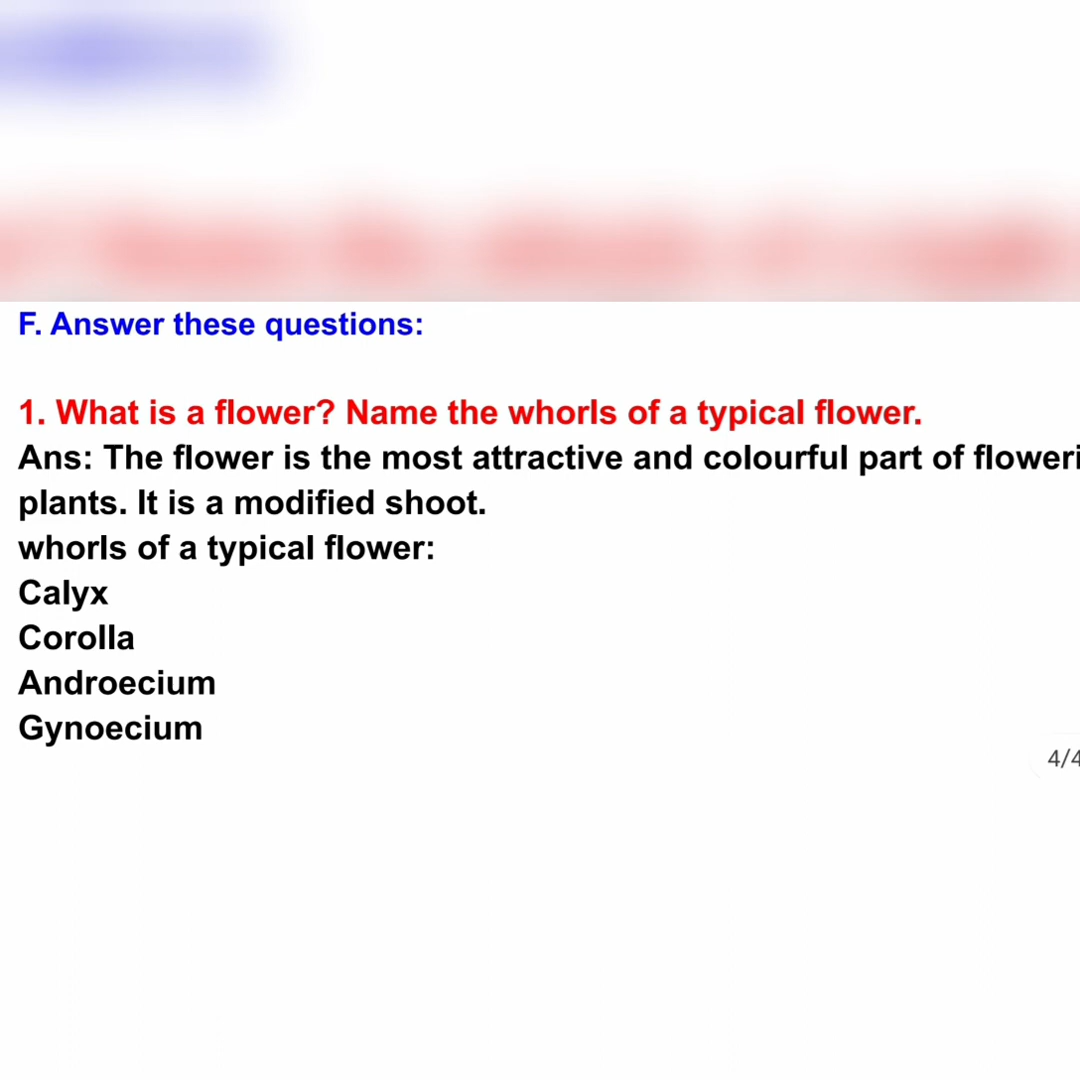 F. Answer these questions:
1. What is a flower? Name the whorls of a typical flower.
Ans: The flower is the most attractive and colourful part of floweri
plants. It is a modified shoot.
whorls of a typical flower:
Calyx
Corolla
Androecium
Gynoecium
4/4